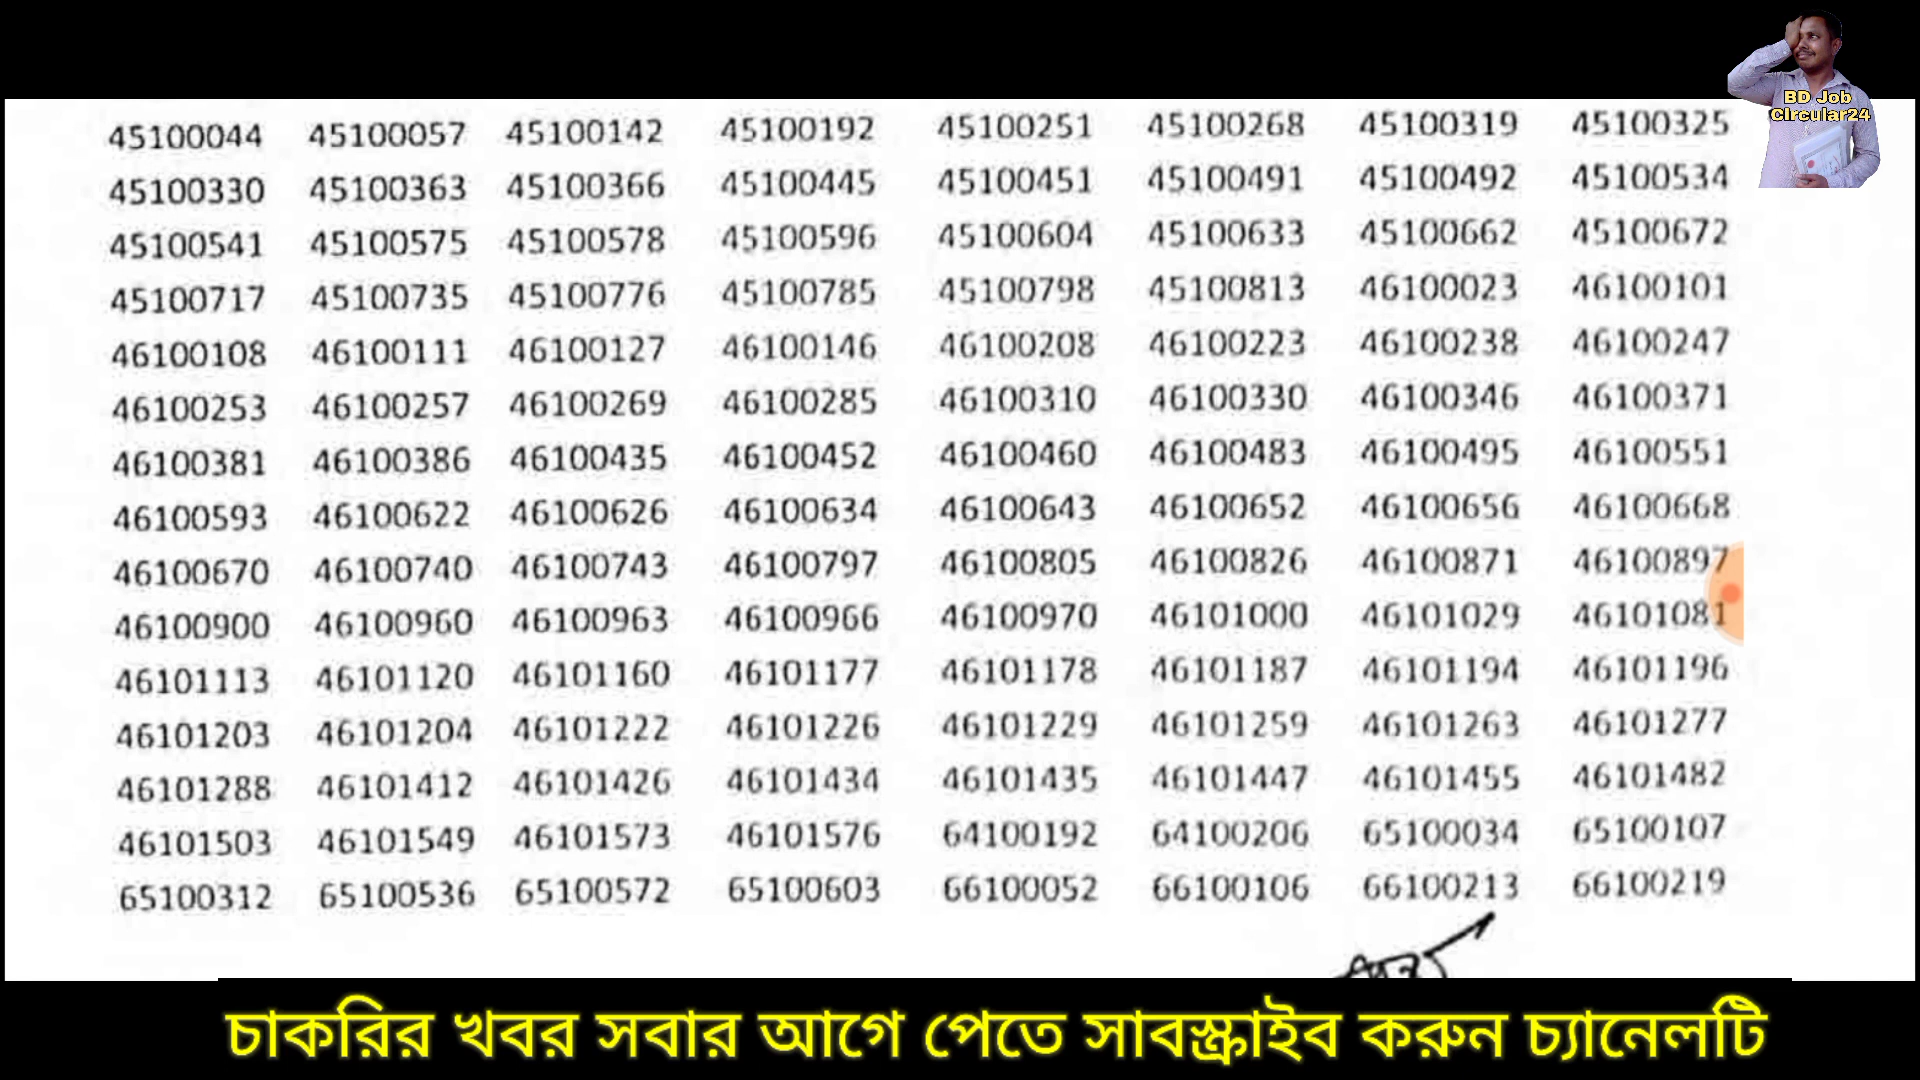 BD Job
CIrcular24
45100044 45100057 45100142 45100192 45100251 45100268 45100319 45100325
45100330 45100363 45100366 45100445 45100451 45100491 45100492 45100534
45100541 45100575 45100578 45100596 45100604 45100633 45100662 45100672
45100717 45100735 45100776 45100785 45100798 45100813 46100023 46100101
46100108 46100111 46100127 46100146 46100208 46100223 46100238 46100247
46100253 46100257 46100269 46100285 46100310 46100330 46100346 46100371
46100381 46100386 46100435 46100452 46100460 46100483 46100495 46100551
46100593 46100622 46100626 46100634 46100643 46100652 46100656 46100668
46100670 46100740 46100743 46100797 46100805 46100826 46100871 46100897
46100900 46100960 46100963 46100966 46100970 46101000 46101029 46101081
46101113 46101120 46101160 46101177 46101178 46101187 46101194 46101196
46101203 46101204 46101222 46101226 46101229 46101259 46101263 46101277
46101288 46101412 46101426 46101434 46101435 46101447 46101455 46101482
46101503 46101549 46101573 46101576 64100192 64100206 65100034 65100107
65100312 65100536 65100572 65100603 66100052 66100106 66100213 66100219
চাকরির খবর সবার আগে পেতে সাবস্ক্রাইব করুন চ্যানেলটি